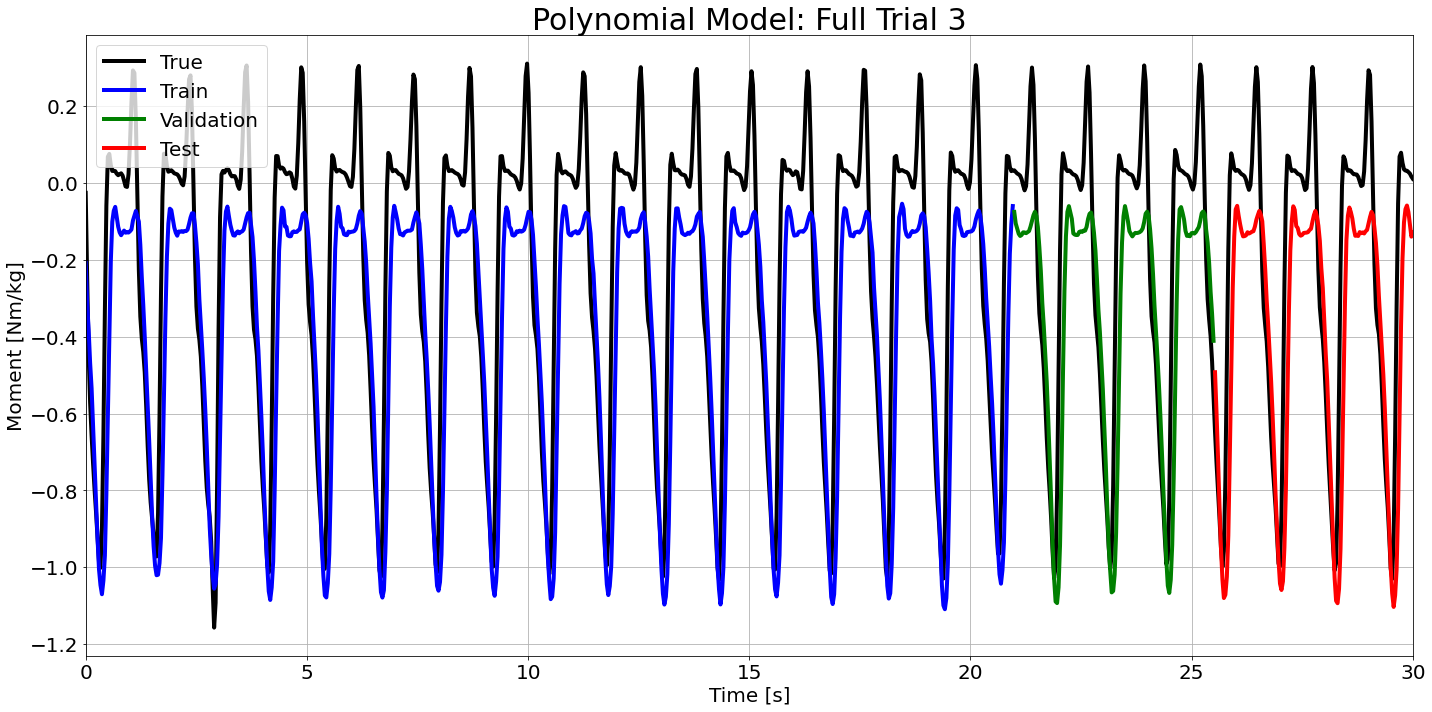 Polynomial Model: Full Trial 3
True
Train
Validation
Test
Moment [Nm/kg]
0.2
0.0
−0.2
−0.4
−0.6
−0.8
−1.0
−1.2
0 5 10 15 20 25 30
Time [s]